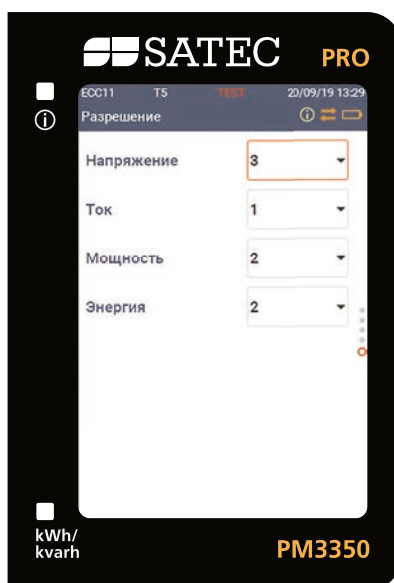 SATEC
PRO
ECC11 T5 TEST 20/09/19 13:29
Разрешение
Напряжение 3
Ток 1
Мощность 2
Энергия 2
kWh/
kvarh
PM3350